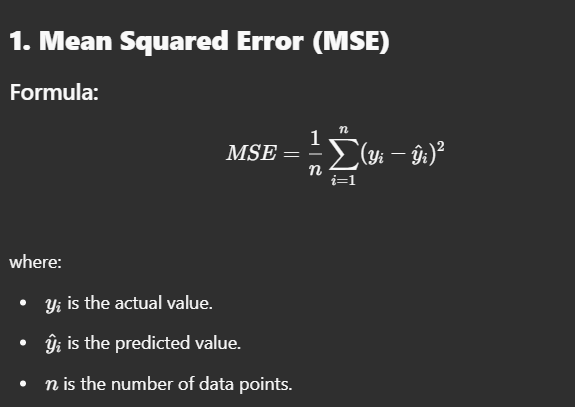 1. Mean Squared Error (MSE)
Formula:
MSE = \frac{1}{n} \sum_{i=1}^{n} (y_i - \hat{y}_i)^2
where:
• y_i is the actual value.
• \hat{y}_i is the predicted value.
• n is the number of data points.